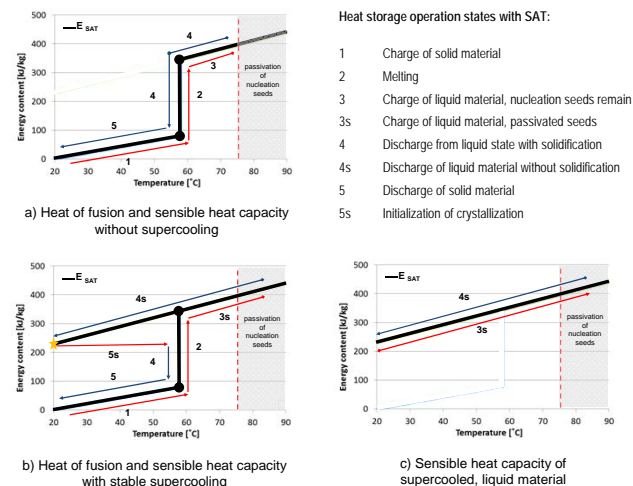 E SAT
Energy content [kJ/kg]
500
400
300
200
100
0
4
3
4
2
5
1
passivation
of
nucleation
seeds
20 30 40 50 60 70 80 90
Temperature [˚C]
a) Heat of fusion and sensible heat capacity
without supercooling
Heat storage operation states with SAT:
1 Charge of solid material
2 Melting
3 Charge of liquid material, nucleation seeds remain
3s Charge of liquid material, passivated seeds
4 Discharge from liquid state with solidification
4s Discharge of liquid material without solidification
5 Discharge of solid material
5s Initialization of crystallization
E SAT
Energy content [kJ/kg]
500
400
300
200
100
0
4s
3s
5s
4
2
5
1
passivation
of
nucleation
seeds
20 30 40 50 60 70 80 90
Temperature [˚C]
b) Heat of fusion and sensible heat capacity
with stable supercooling
E SAT
Energy content [kJ/kg]
500
400
300
200
100
0
4s
3s
passivation
of
nucleation
seeds
20 30 40 50 60 70 80 90
Temperature [˚C]
c) Sensible heat capacity of
supercooled, liquid material